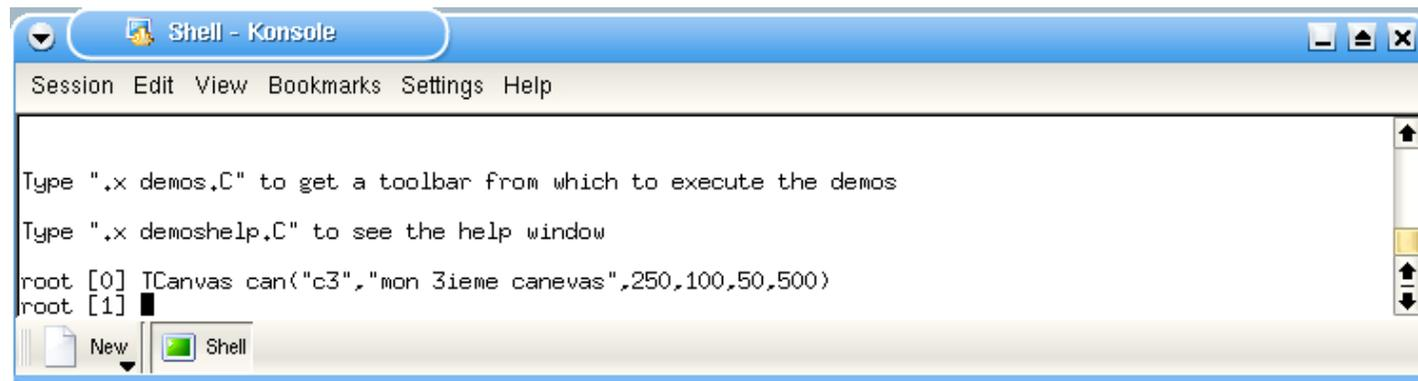 Shell - Konsole
Session Edit View Bookmarks Settings Help
Type ".x demos.C" to get a toolbar from which to execute the demos
Type ".x demoshelp.C" to see the help window
root [0] TCanvas can("c3","mon 3ieme canevas",250,100,50,500)
root [1]
New Shell